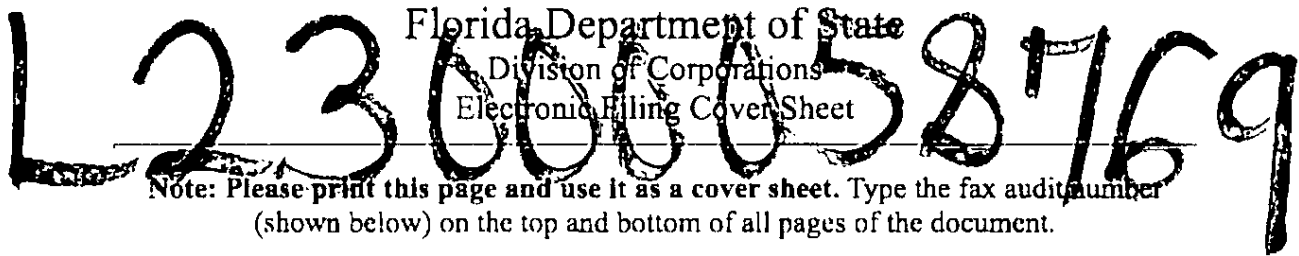 L23000058769
Florida Department of State
Division of Corporations
Electronic Filing Cover Sheet
Note: Please print this page and use it as a cover sheet. Type the fax audit number
(shown below) on the top and bottom of all pages of the document.